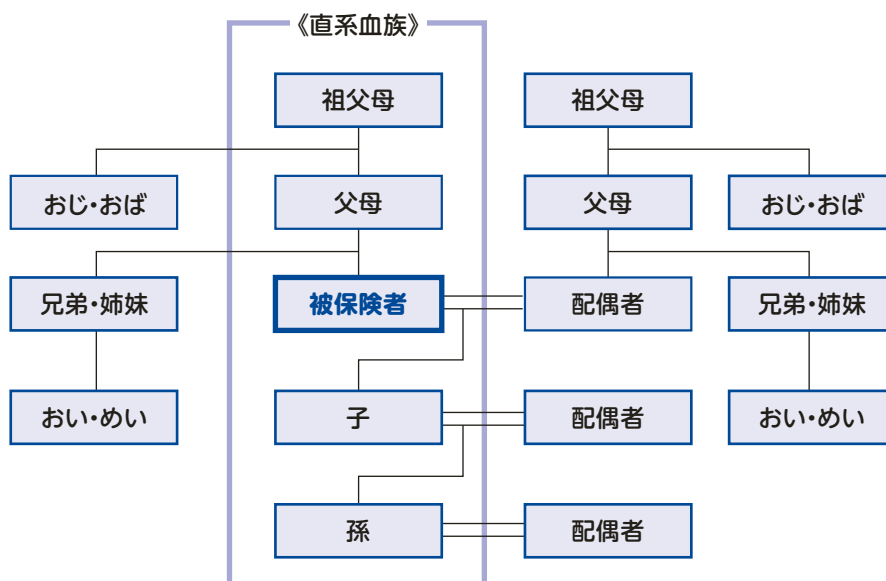 《直系血族》
祖父母
祖父母
おじ・おば
父母
父母
おじ・おば
兄弟・姉妹
被保険者
配偶者
兄弟・姉妹
おい・めい
子
配偶者
おい・めい
孫
配偶者